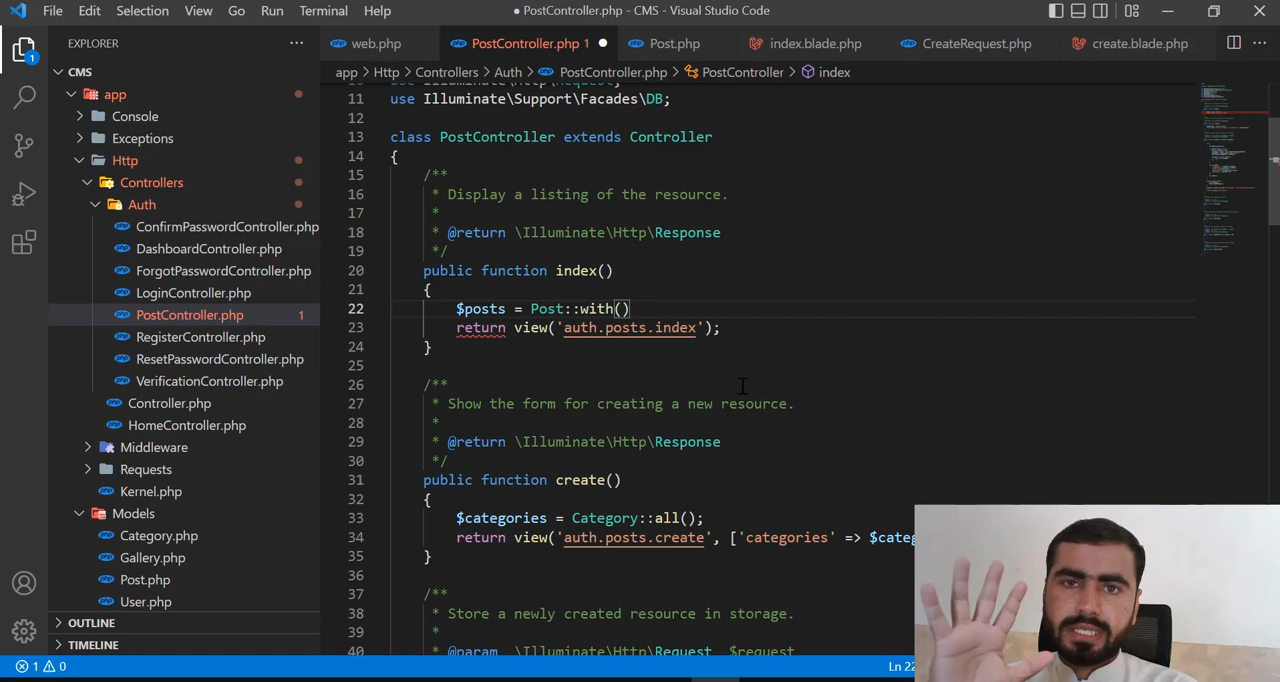 File Edit Selection View Go Run Terminal Help ● PostController.php - CMS - Visual Studio Code
EXPLORER ··· web.php PostController.php 1 ● Post.php index.blade.php CreateRequest.php create.blade.php ···
1
CMS
app > Http > Controllers > Auth > PostController.php > PostController > index
app
Console
Exceptions
Http
Controllers
Auth
ConfirmPasswordController.php
DashboardController.php
ForgotPasswordController.php
LoginController.php
PostController.php 1
RegisterController.php
ResetPasswordController.php
VerificationController.php
Controller.php
HomeController.php
Middleware
Requests
Kernel.php
Models
Category.php
Gallery.php
Post.php
User.php
OUTLINE
TIMELINE
10 use Illuminate\Http\Request;
11 use Illuminate\Support\Facades\DB;
12
13 class PostController extends Controller
14 {
15 /**
16 * Display a listing of the resource.
17 *
18 * @return \Illuminate\Http\Response
19 */
20 public function index()
21 {
22 $posts = Post::with()
23 return view('auth.posts.index');
24 }
25
26 /**
27 * Show the form for creating a new resource.
28 *
29 * @return \Illuminate\Http\Response
30 */
31 public function create()
32 {
33 $categories = Category::all();
34 return view('auth.posts.create', ['categories' => $categ
35 }
36
37 /**
38 * Store a newly created resource in storage.
39 *
40 * @param \Illuminate\Http\Request $request
1 0 Ln 22